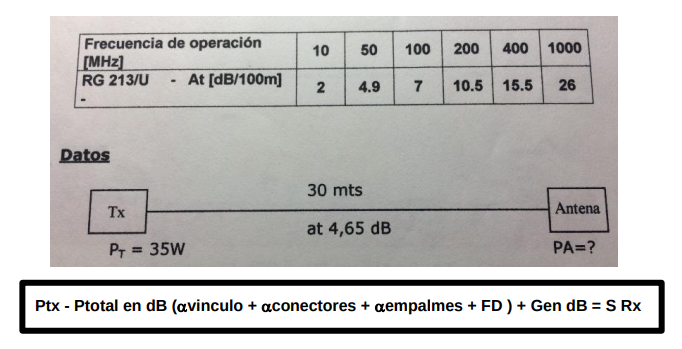 Frecuencia de operación 10 50 100 200 400 1000
[MHz]
RG 213/U - At [dB/100m] 2 4.9 7 10.5 15.5 26
-
Datos
30 mts
Tx Antena
at 4,65 dB
PT = 35W PA=?
Ptx - Ptotal en dB (αvinculo + αconectores + αempalmes + FD ) + Gen dB = S Rx